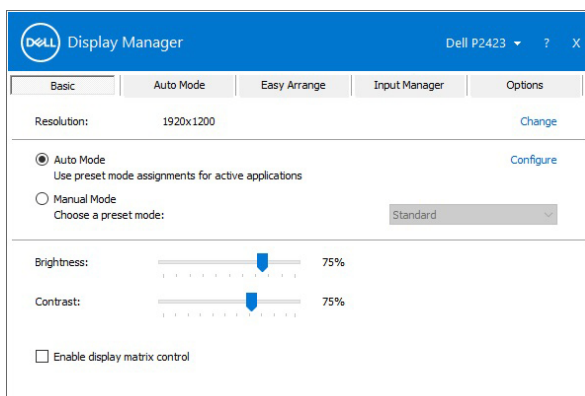 DELL Display Manager Dell P2423 ? X
Basic Auto Mode Easy Arrange Input Manager Options
Resolution: 1920x1200 Change
Auto Mode Configure
Use preset mode assignments for active applications
Manual Mode
Choose a preset mode: Standard
Brightness: 75%
Contrast: 75%
Enable display matrix control